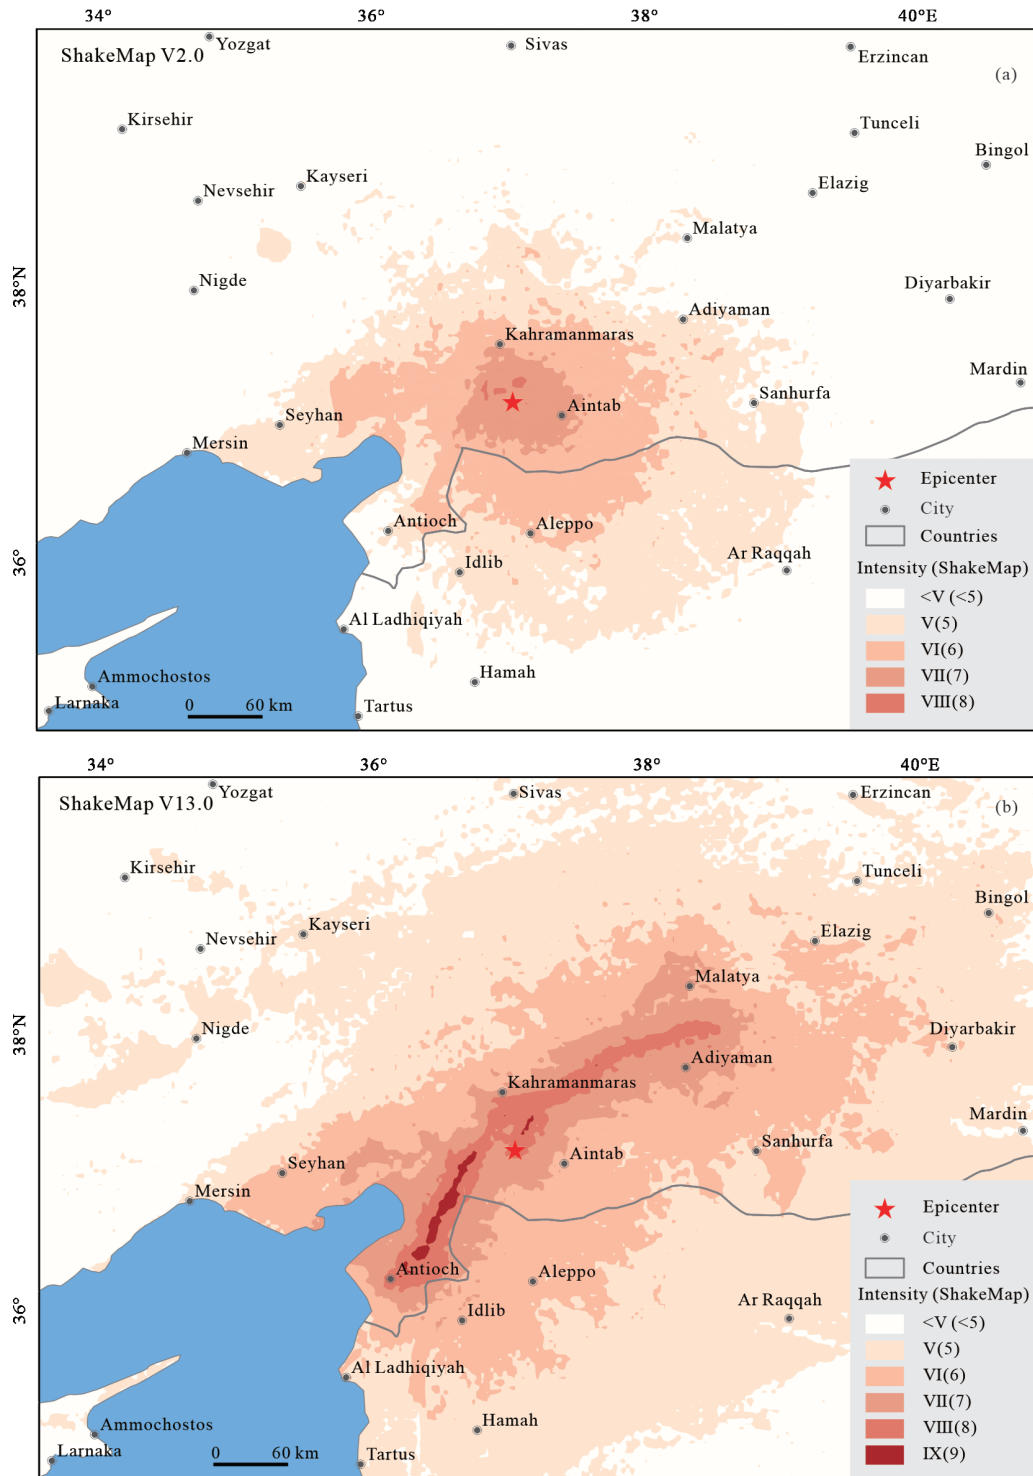 34°
36°
38°
40°E
ShakeMap V2.0
(a)
Yozgat
Sivas
Erzincan
Kirsehir
Tunceli
Bingol
Nevsehir
Kayseri
Elazig
Malatya
38°N
Nigde
Diyarbakir
Adiyaman
Kahramanmaras
Mardin
Sanhurfa
Seyhan
Aintab
Mersin
Antioch
Aleppo
36°
Idlib
Ar Raqqah
Al Ladhiqiyah
Hamah
Ammochostos
Larnaka
0 60 km
Tartus
Epicenter
City
Countries
Intensity (ShakeMap)
<V (<5)
V(5)
VI(6)
VII(7)
VIII(8)
34°
36°
38°
40°E
ShakeMap V13.0
(b)
Yozgat
Sivas
Erzincan
Kirsehir
Tunceli
Bingol
Nevsehir
Kayseri
Elazig
Malatya
38°N
Nigde
Diyarbakir
Adiyaman
Kahramanmaras
Mardin
Sanhurfa
Seyhan
Aintab
Mersin
Antioch
Aleppo
36°
Idlib
Ar Raqqah
Al Ladhiqiyah
Hamah
Ammochostos
Larnaka
0 60 km
Tartus
Epicenter
City
Countries
Intensity (ShakeMap)
<V (<5)
V(5)
VI(6)
VII(7)
VIII(8)
IX(9)